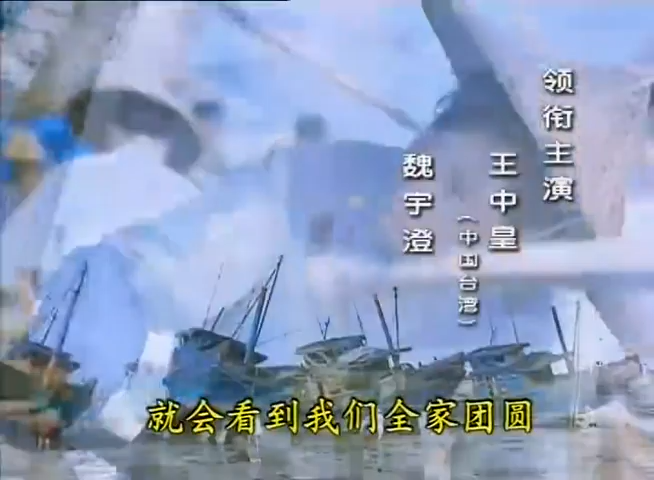 领衔主演
王中皇
(中国台湾)
魏宇澄
就会看到我们全家团圆